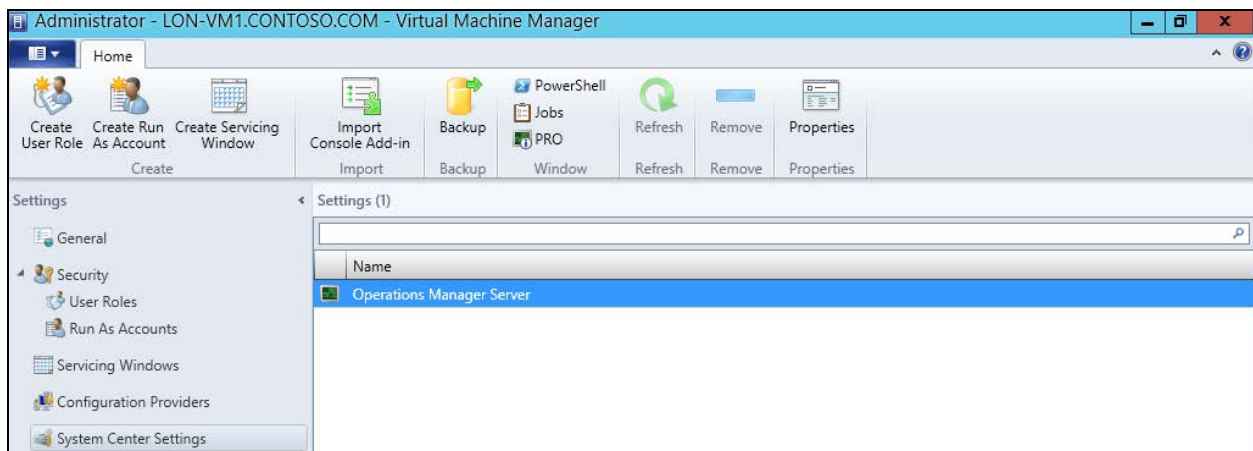 Administrator - LON-VM1.CONTOSO.COM - Virtual Machine Manager
Home
Create
User Role
Create Run
As Account
Create Servicing
Window
Create
Import
Console Add-in
Import
Backup
Backup
PowerShell
Jobs
PRO
Window
Refresh
Refresh
Remove
Remove
Properties
Properties
Settings
General
Security
User Roles
Run As Accounts
Servicing Windows
Configuration Providers
System Center Settings
Settings (1)
Name
Operations Manager Server